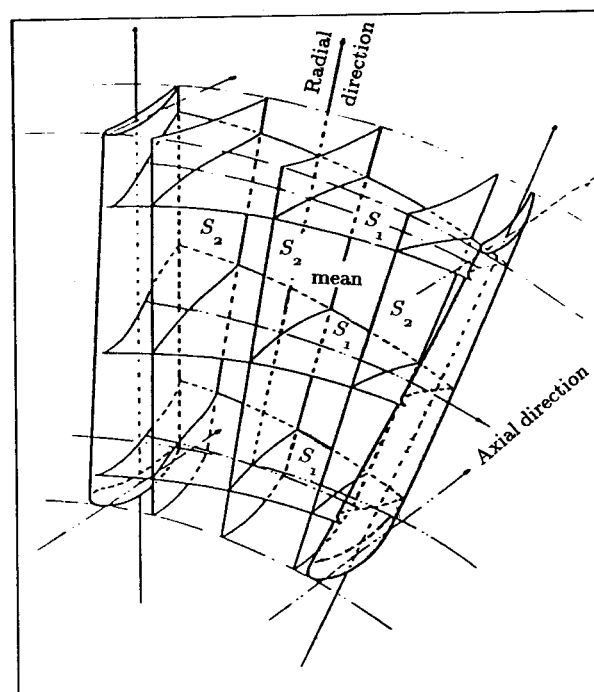 Radial
direction
S₁
S₂
S₂
mean
S₂
S₁
Axial direction
S₁